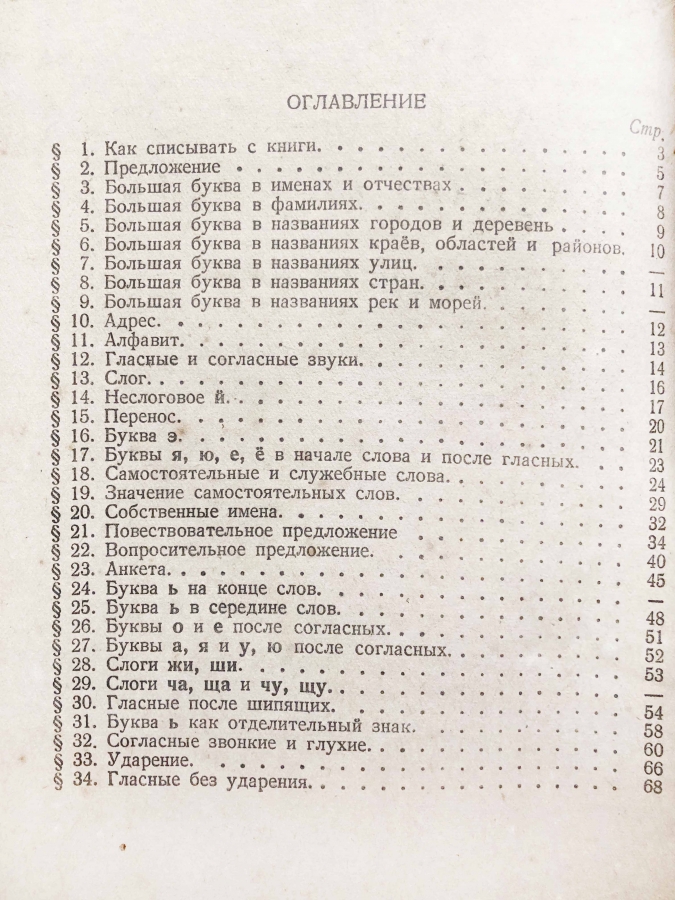 ОГЛАВЛЕНИЕ
Стр.
§ 1. Как списывать с книги. . . . . . . . . . . . . 3
§ 2. Предложение . . . . . . . . . . . . . . . . 5
§ 3. Большая буква в именах и отчествах . . . . . . . 7
§ 4. Большая буква в фамилиях. . . . . . . . . . . . 8
§ 5. Большая буква в названиях городов и деревень . . . . 9
§ 6. Большая буква в названиях краёв, областей и районов. 10
§ 7. Большая буква в названиях улиц. . . . . . . . . . —
§ 8. Большая буква в названиях стран. . . . . . . . . . 11
§ 9. Большая буква в названиях рек и морей. . . . . . . —
§ 10. Адрес. . . . . . . . . . . . . . . . . . . 12
§ 11. Алфавит. . . . . . . . . . . . . . . . . . 13
§ 12. Гласные и согласные звуки. . . . . . . . . . . . 14
§ 13. Слог. . . . . . . . . . . . . . . . . . . . 16
§ 14. Неслоговое й. . . . . . . . . . . . . . . . 17
§ 15. Перенос. . . . . . . . . . . . . . . . . . 20
§ 16. Буква э. . . . . . . . . . . . . . . . . . 21
§ 17. Буквы я, ю, е, ё в начале слова и после гласных. . . 23
§ 18. Самостоятельные и служебные слова. . . . . . . . 24
§ 19. Значение самостоятельных слов. . . . . . . . . . 29
§ 20. Собственные имена. . . . . . . . . . . . . . 32
§ 21. Повествовательное предложение . . . . . . . . . 34
§ 22. Вопросительное предложение. . . . . . . . . . . 40
§ 23. Анкета. . . . . . . . . . . . . . . . . . . 45
§ 24. Буква ь на конце слов. . . . . . . . . . . . . —
§ 25. Буква ь в середине слов. . . . . . . . . . . . 48
§ 26. Буквы о и е после согласных. . . . . . . . . . . 51
§ 27. Буквы а, я и у, ю после согласных. . . . . . . . 52
§ 28. Слоги жи, ши. . . . . . . . . . . . . . . . 53
§ 29. Слоги ча, ща и чу, щу. . . . . . . . . . . . . —
§ 30. Гласные после шипящих. . . . . . . . . . . . . 54
§ 31. Буква ь как отделительный знак. . . . . . . . . . 58
§ 32. Согласные звонкие и глухие. . . . . . . . . . . . 60
§ 33. Ударение. . . . . . . . . . . . . . . . . . 66
§ 34. Гласные без ударения. . . . . . . . . . . . . . 68